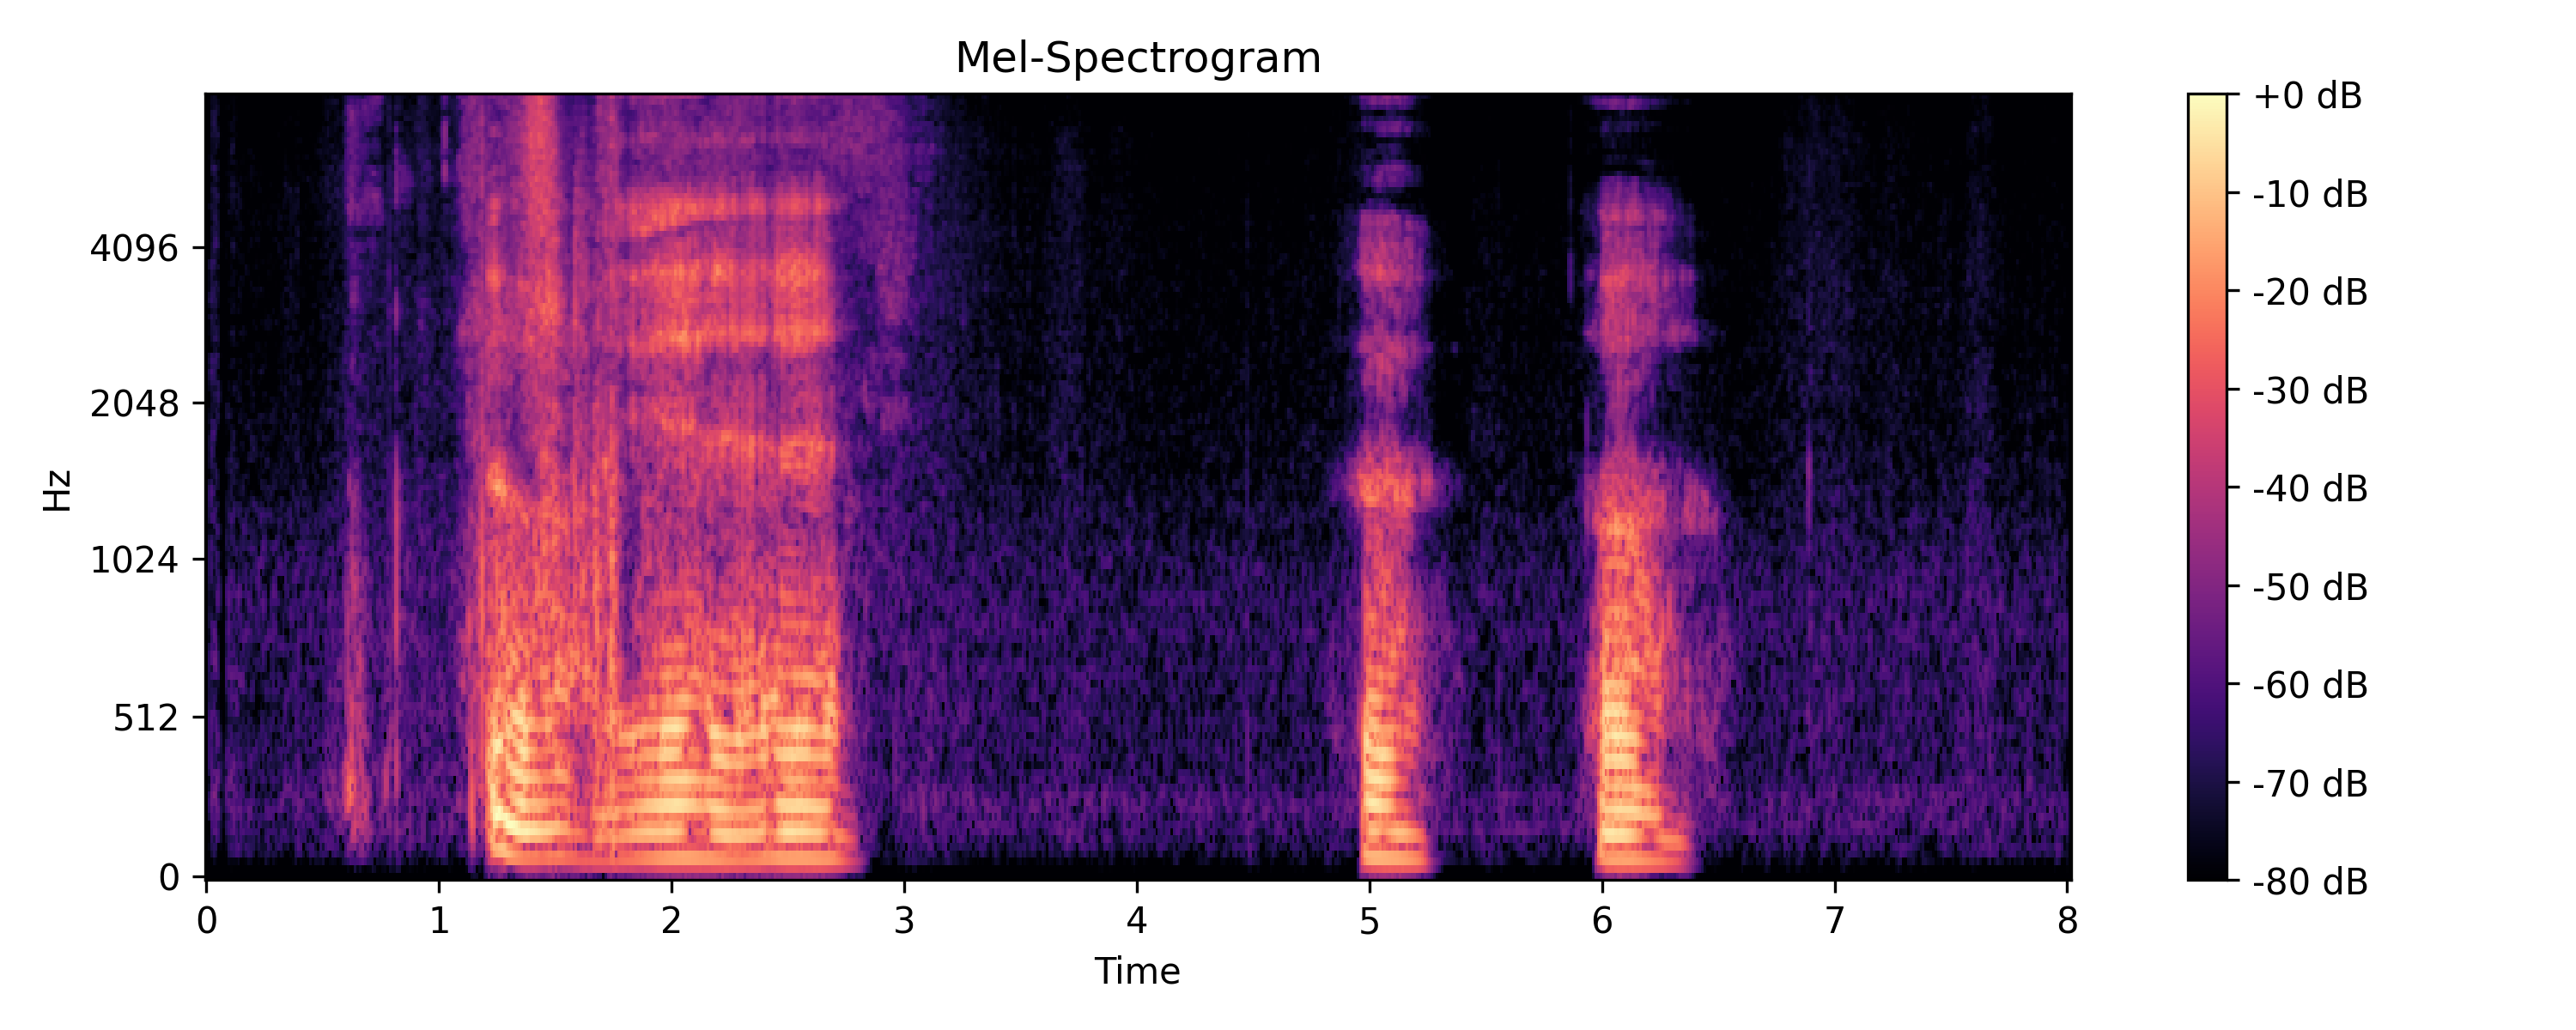 Mel-Spectrogram
+0 dB
-10 dB
-20 dB
-30 dB
-40 dB
-50 dB
-60 dB
-70 dB
-80 dB
Hz
4096
2048
1024
512
0
0 1 2 3 4 5 6 7 8
Time